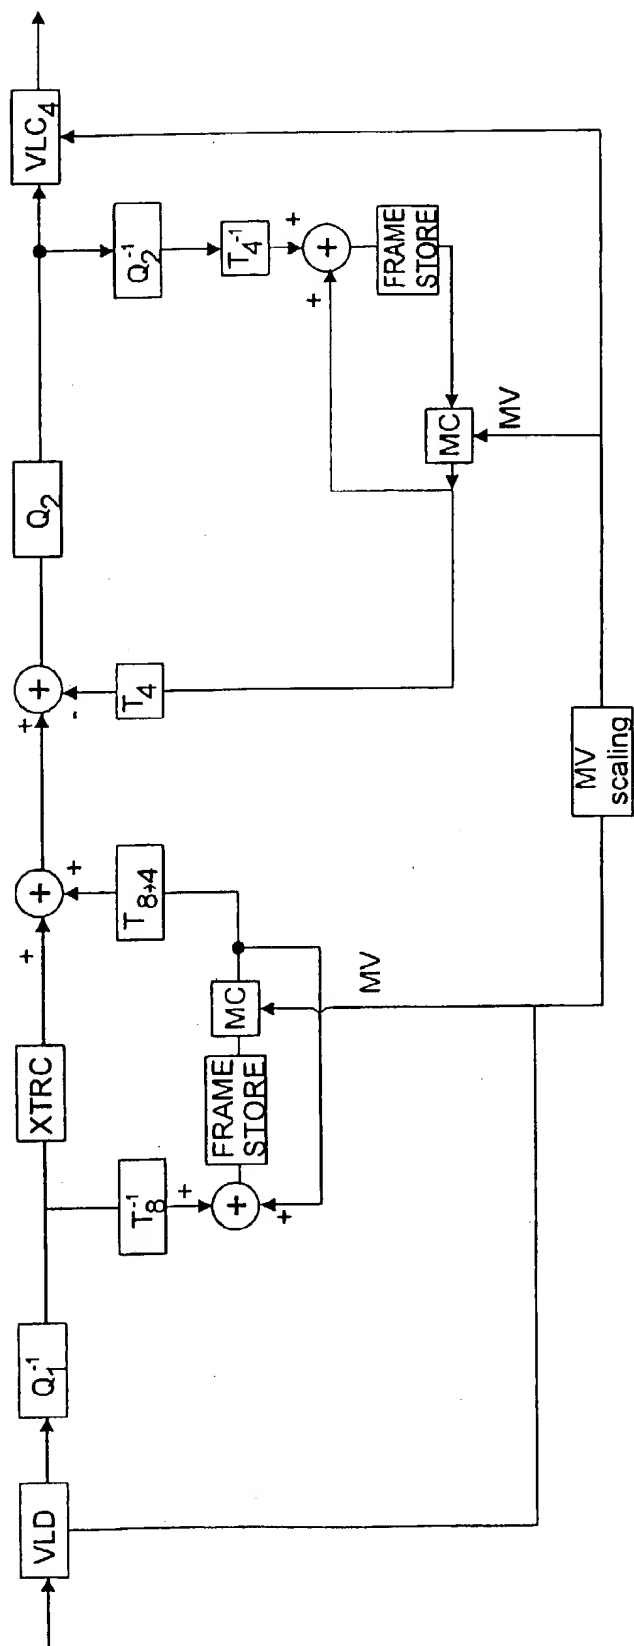 VLD
Q₁⁻¹
XTRC
+
+
+
+
+
-
Q₂
VLC₄
T₈⁻¹
+
+
+
FRAME
STORE
MC
T₈→₄
T₄
Q₂⁻¹
T₄⁻¹
+
+
+
FRAME
STORE
MC
MV
MV
MV
scaling